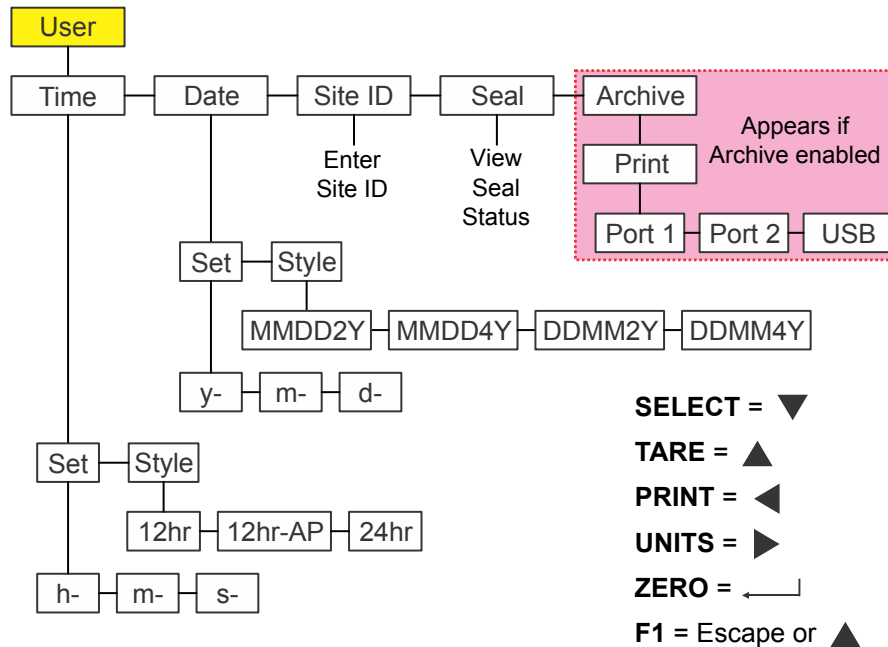 User
Time Date Site ID Seal Archive
Enter
Site ID
View
Seal
Status
Appears if
Archive enabled
Print
Port 1 Port 2 USB
Set Style
MMDD2Y MMDD4Y DDMM2Y DDMM4Y
y- m- d-
Set Style
12hr 12hr-AP 24hr
h- m- s-
SELECT = ▼
TARE = ▲
PRINT = ◀
UNITS = ▶
ZERO = ↵
F1 = Escape or ▲